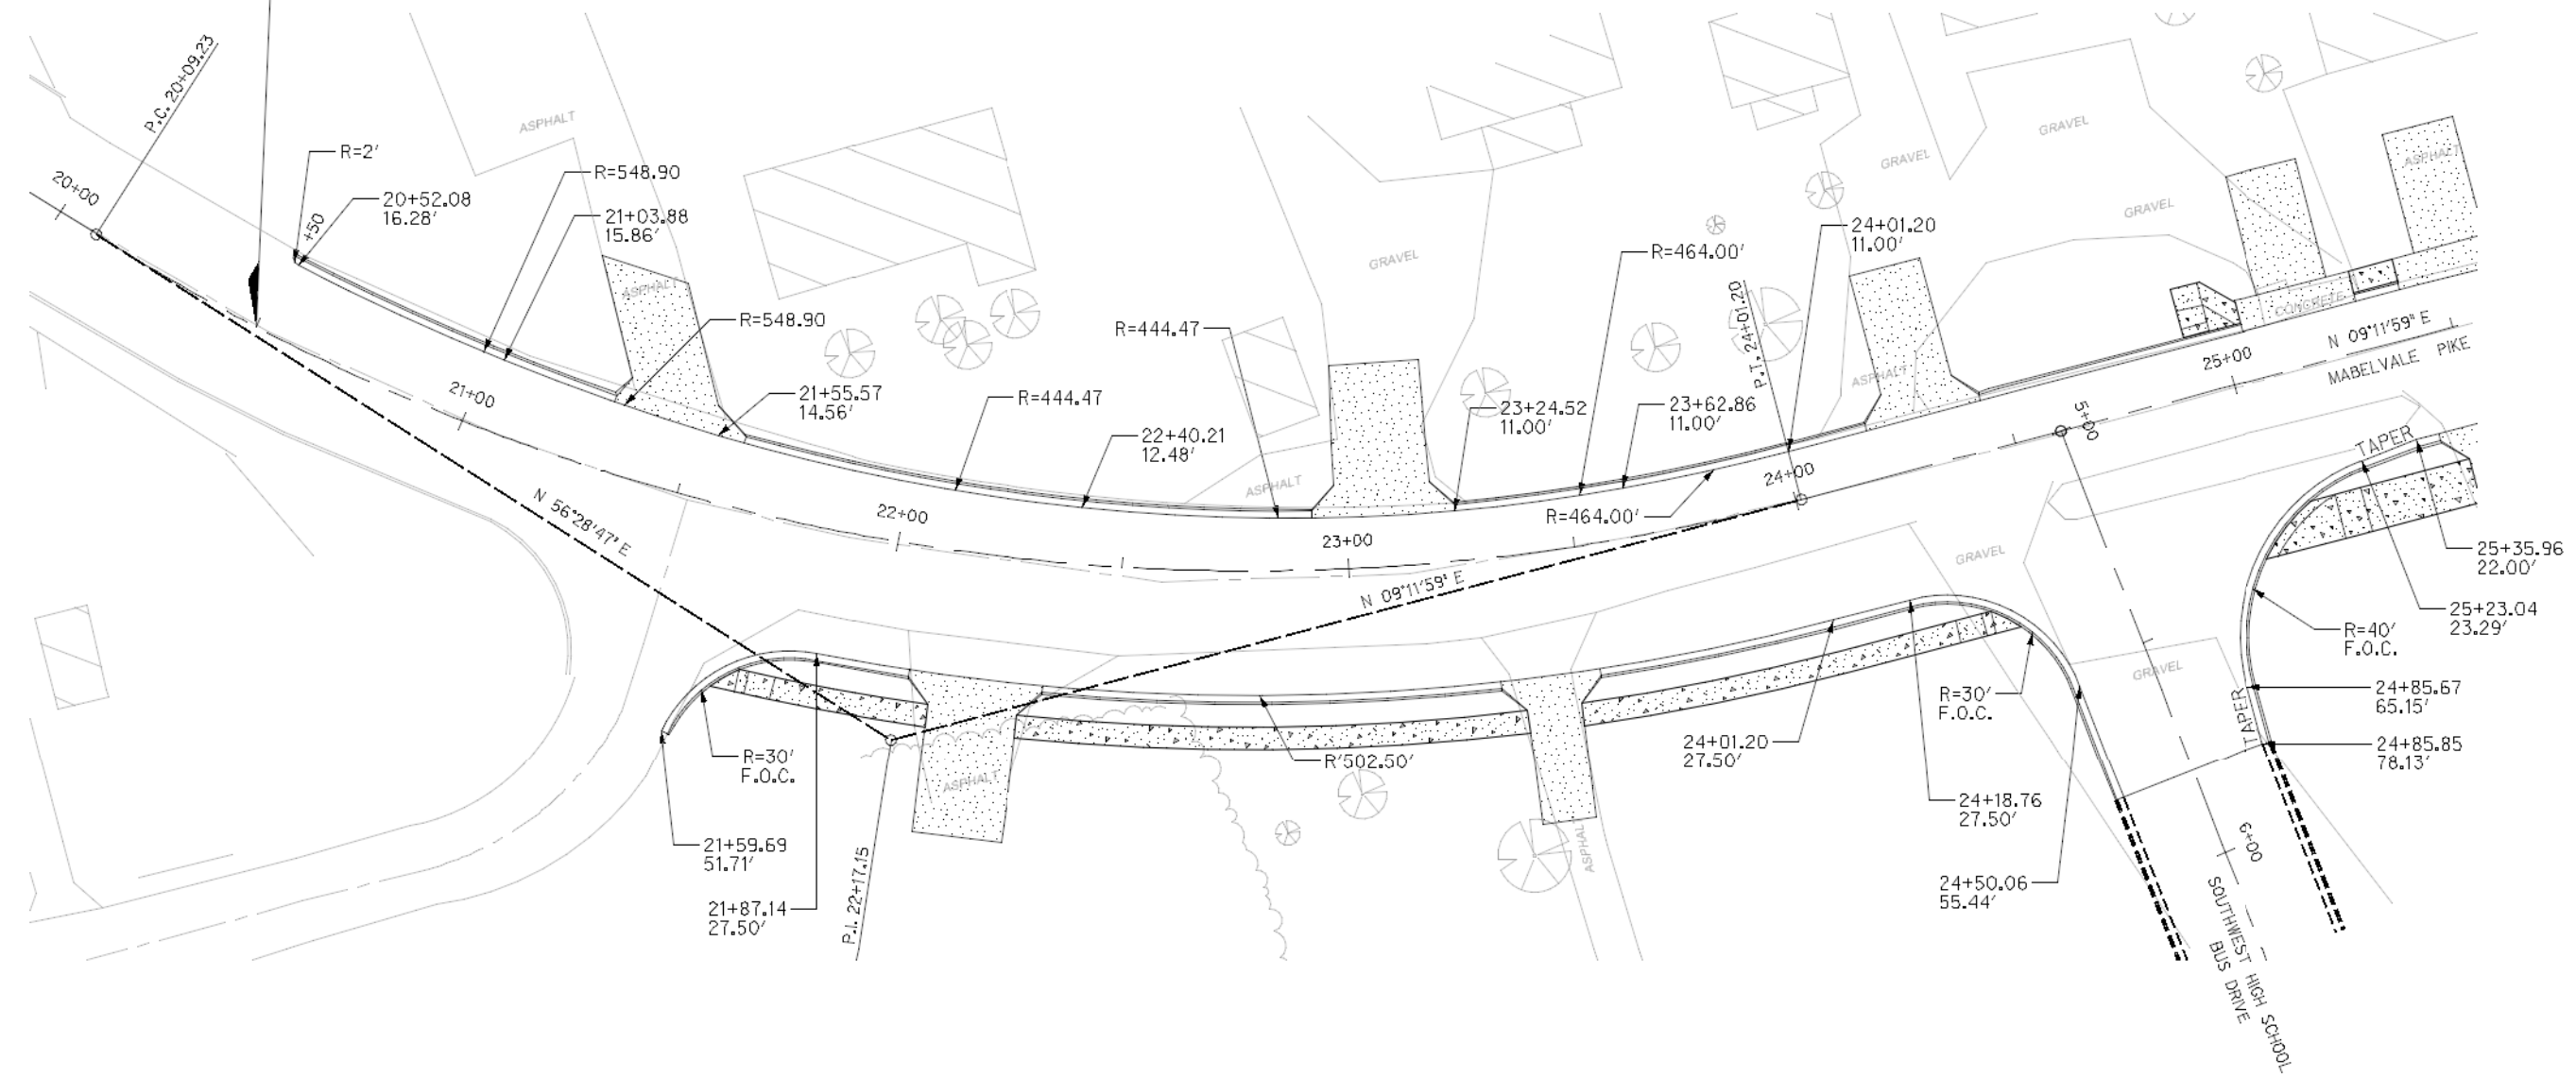 P.C. 20+09.23
20+00
R=2'
+50
20+52.08
16.28'
ASPHALT
R=548.90
21+03.88
15.86'
ASPHALT
R=548.90
21+00
21+55.57
14.56'
R=444.47
R=444.47
22+40.21
12.48'
ASPHALT
GRAVEL
22+00
23+00
23+24.52
11.00'
R=464.00'
23+62.86
11.00'
R=464.00'
P.T. 24+01.20
24+01.20
11.00'
24+00
ASPHALT
GRAVEL
GRAVEL
GRAVEL
ASPHALT
CONCRETE
25+00
N 09°11'59" E
MABELVALE PIKE
5+00
TAPER
N 56°28'47" E
N 09°11'59" E
GRAVEL
25+35.96
22.00'
25+23.04
23.29'
R=40'
F.O.C.
GRAVEL
TAPER
24+85.67
65.15'
24+85.85
78.13'
R=30'
F.O.C.
24+01.20
27.50'
24+18.76
27.50'
24+50.06
55.44'
R'502.50'
R=30'
F.O.C.
ASPHALT
ASPHAL
21+59.69
51.71'
21+87.14
27.50'
P.I. 22+17.15
6+00
SOUTHWEST HIGH SCHOOL
BUS DRIVE